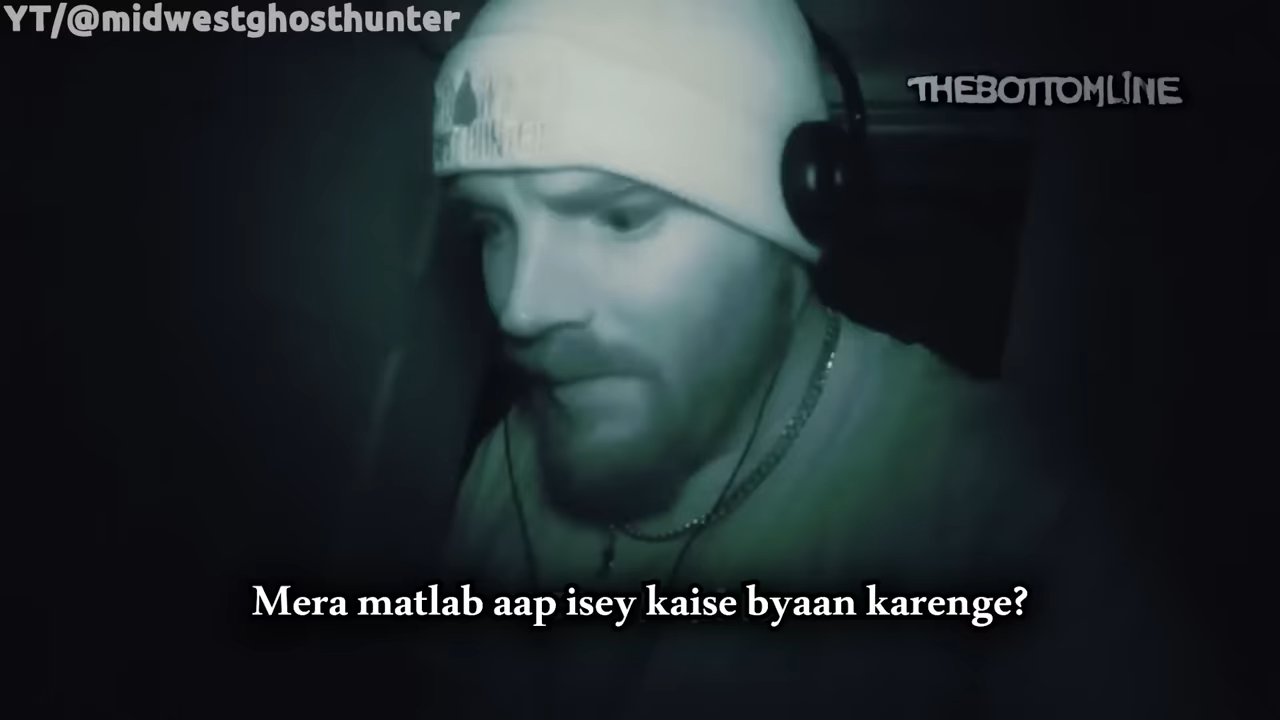 YT/@midwestghosthunter
THEBOTTOMLINE
Mera matlab aap isey kaise byaan karenge?